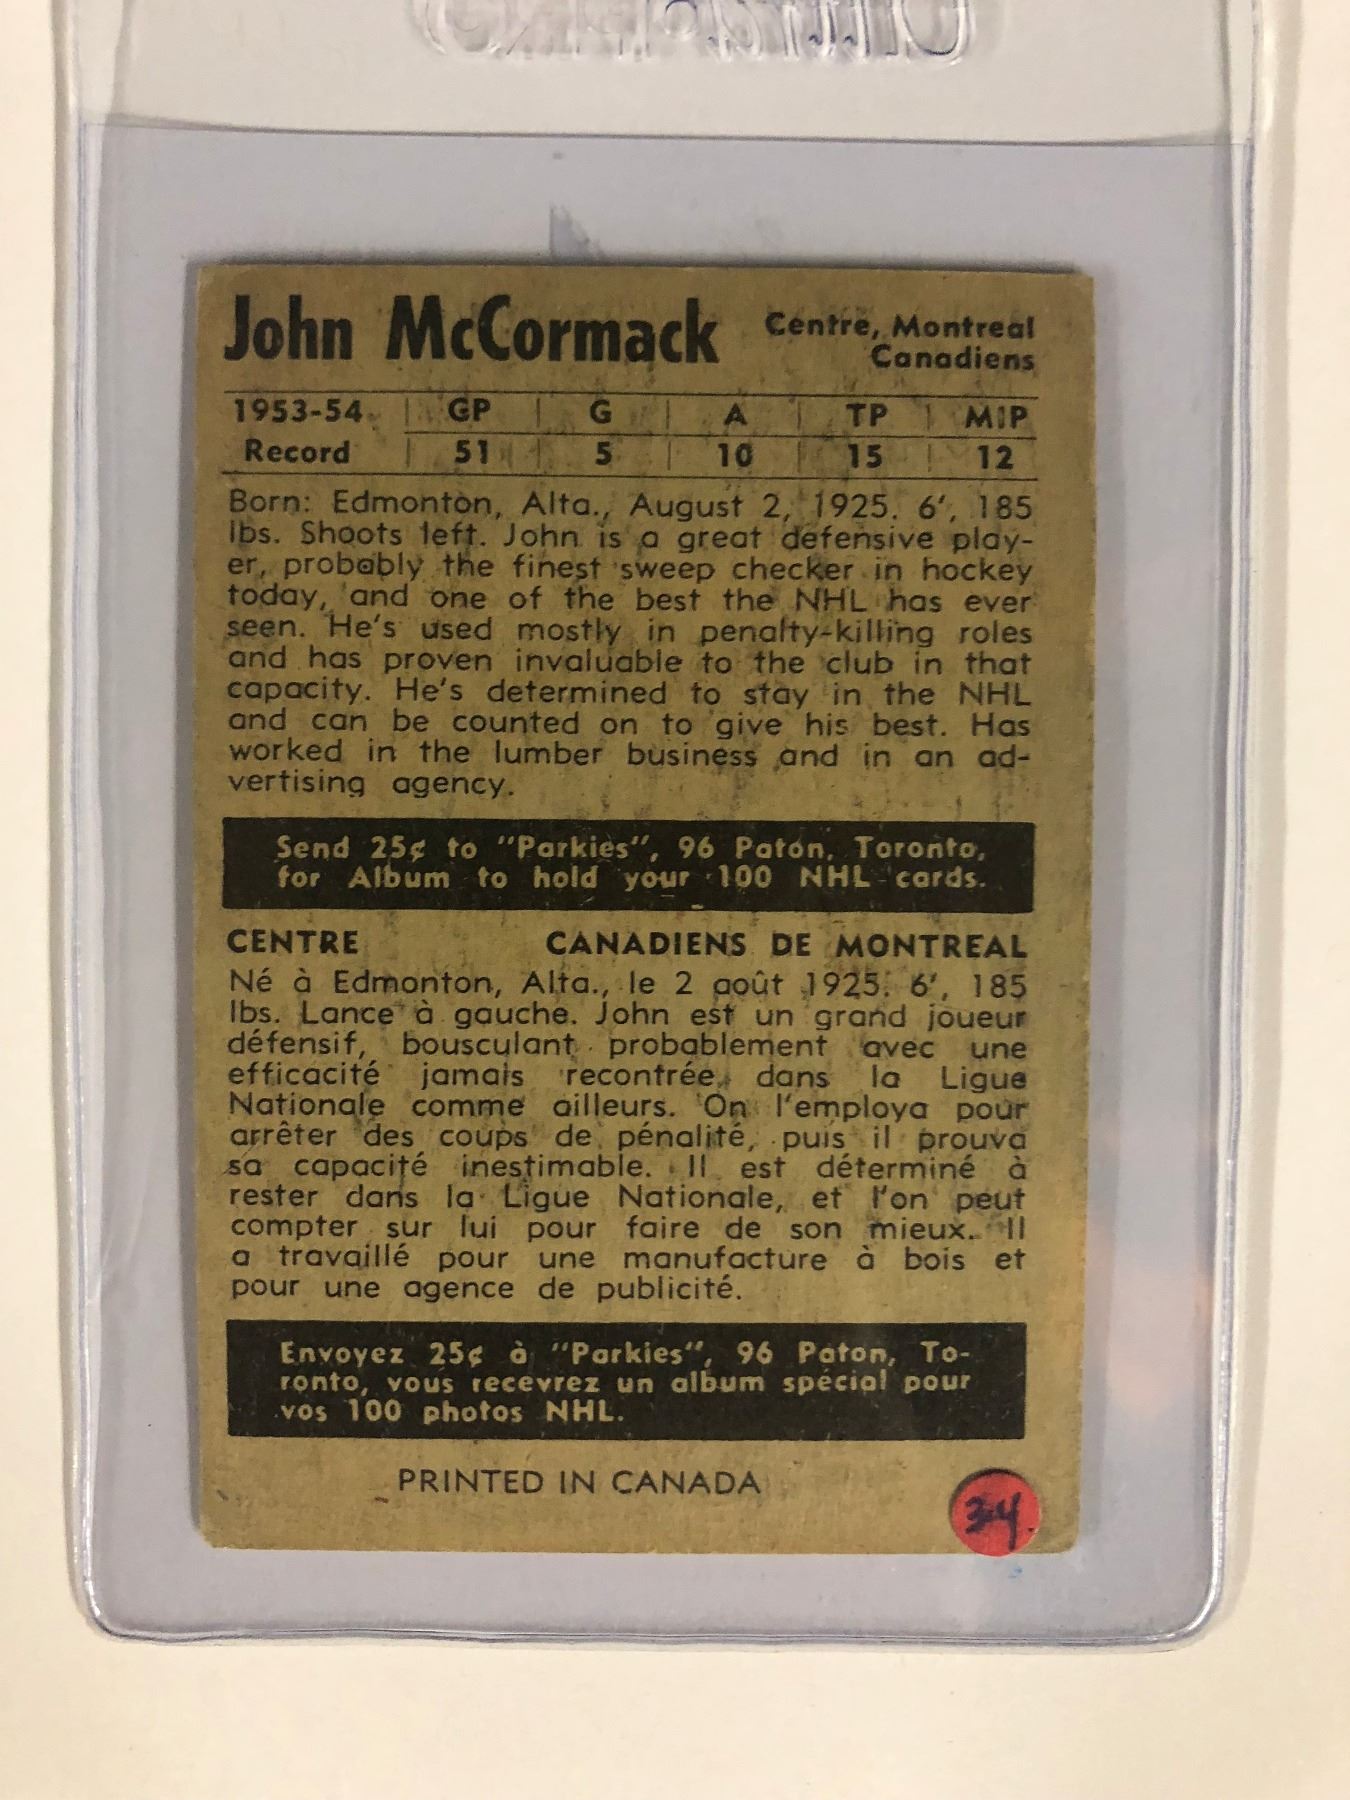 John McCormack Centre, Montreal
Canadiens
1953-54 GP G A TP MIP
Record 51 5 10 15 12
Born: Edmonton, Alta., August 2, 1925. 6', 185
lbs. Shoots left. John is a great defensive play-
er, probably the finest sweep checker in hockey
today, and one of the best the NHL has ever
seen. He's used mostly in penalty-killing roles
and has proven invaluable to the club in that
capacity. He's determined to stay in the NHL
and can be counted on to give his best. Has
worked in the lumber business and in an ad-
vertising agency.
Send 25¢ to "Parkies", 96 Paton, Toronto,
for Album to hold your 100 NHL cards.
CENTRE CANADIENS DE MONTREAL
Né à Edmonton, Alta., le 2 août 1925. 6', 185
lbs. Lance à gauche. John est un grand joueur
défensif, bousculant probablement avec une
efficacité jamais recontrée, dans la Ligue
Nationale comme ailleurs. On l'employa pour
arrêter des coups de pénalité, puis il prouva
sa capacité inestimable. Il est déterminé à
rester dans la Ligue Nationale, et l'on peut
compter sur lui pour faire de son mieux. Il
a travaillé pour une manufacture à bois et
pour une agence de publicité.
Envoyez 25¢ à "Parkies", 96 Paton, To-
ronto, vous recevrez un album spécial pour
vos 100 photos NHL.
PRINTED IN CANADA
34